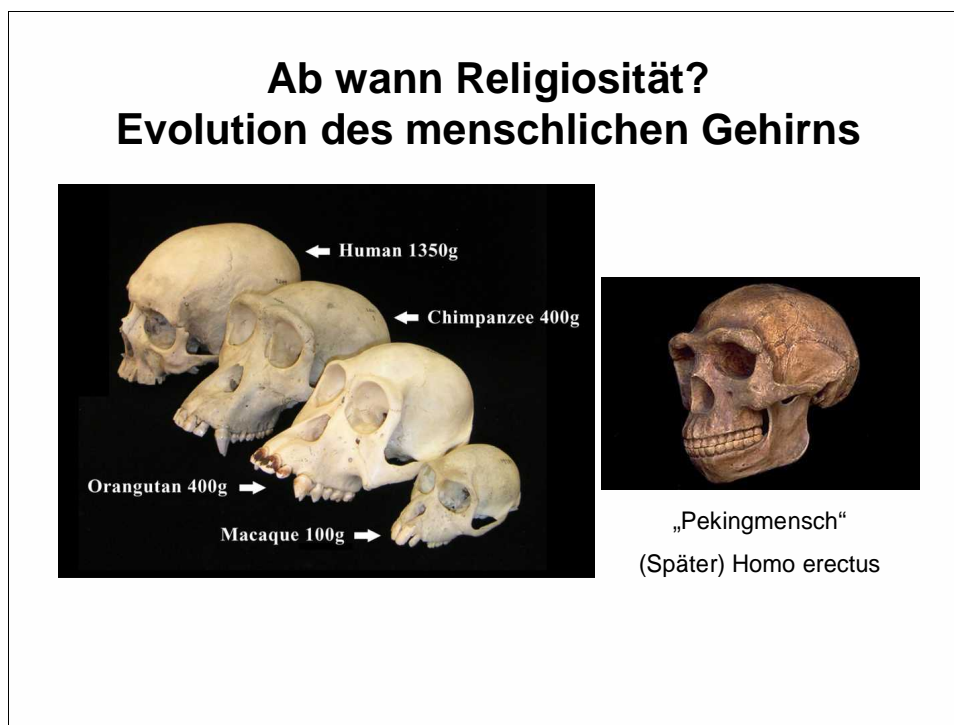 Ab wann Religiosität?
Evolution des menschlichen Gehirns
Human 1350g
Chimpanzee 400g
Orangutan 400g
Macaque 100g
„Pekingmensch“
(Später) Homo erectus